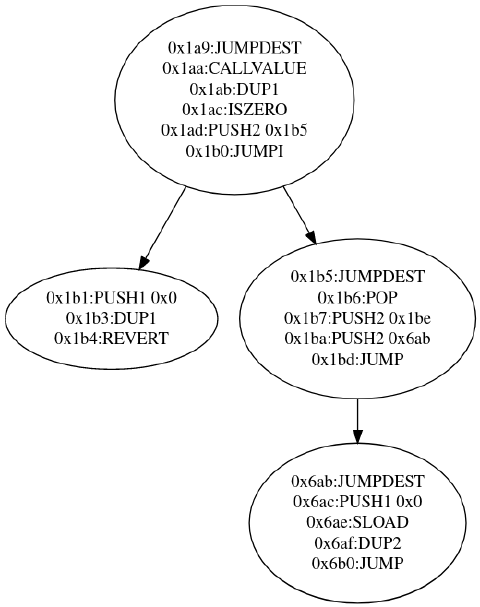 0x1a9:JUMPDEST
0x1aa:CALLVALUE
0x1ab:DUP1
0x1ac:ISZERO
0x1ad:PUSH2 0x1b5
0x1b0:JUMPI
0x1b1:PUSH1 0x0
0x1b3:DUP1
0x1b4:REVERT
0x1b5:JUMPDEST
0x1b6:POP
0x1b7:PUSH2 0x1be
0x1ba:PUSH2 0x6ab
0x1bd:JUMP
0x6ab:JUMPDEST
0x6ac:PUSH1 0x0
0x6ae:SLOAD
0x6af:DUP2
0x6b0:JUMP